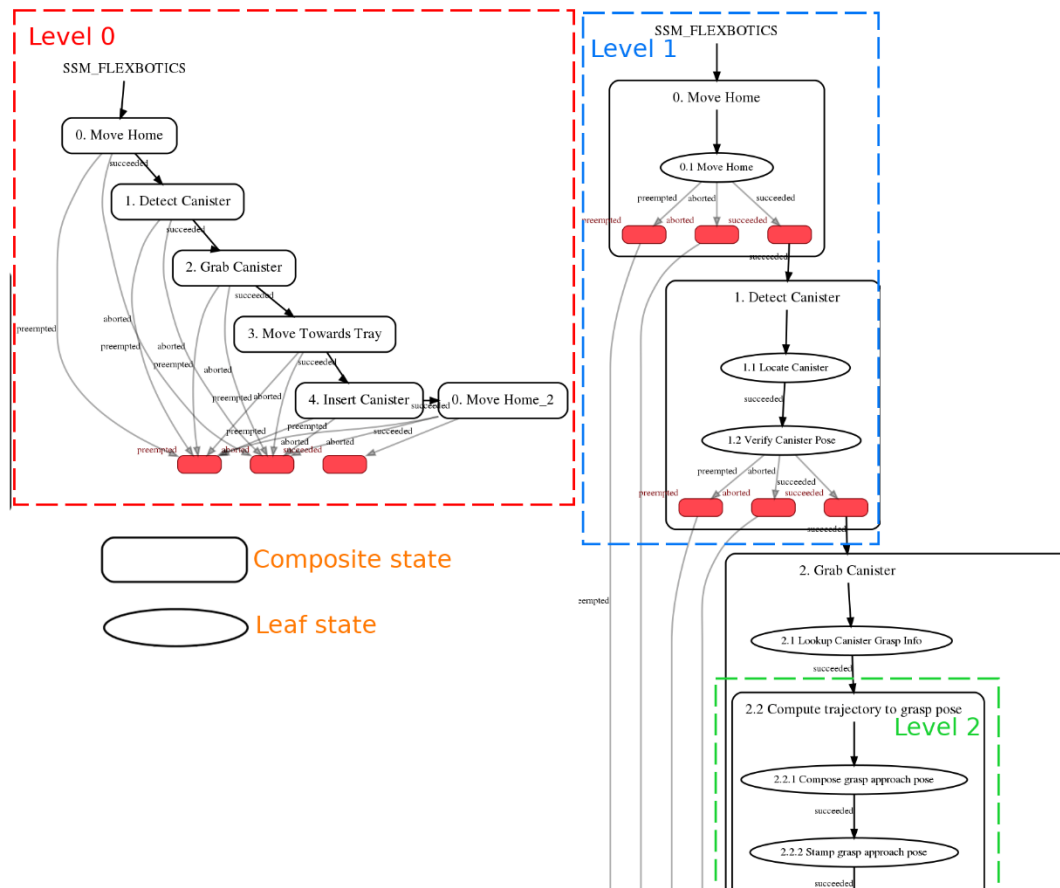 Level 0
SSM_FLEXBOTICS
0. Move Home
succeeded
1. Detect Canister
succeeded
2. Grab Canister
succeeded
3. Move Towards Tray
preempted
aborted
preempted
aborted
preempted
succeeded
4. Insert Canister
succeeded
0. Move Home_2
preempted
aborted
preempted
preempted
aborted
aborted
succeeded
preempted
aborted
succeeded
Composite state
Leaf state
Level 1
SSM_FLEXBOTICS
0. Move Home
0.1 Move Home
preempted
aborted
succeeded
preempted
aborted
succeeded
succeeded
1. Detect Canister
1.1 Locate Canister
succeeded
1.2 Verify Canister Pose
preempted
aborted
succeeded
preempted
aborted
succeeded
succeeded
2. Grab Canister
eempted
2.1 Lookup Canister Grasp Info
succeeded
2.2 Compute trajectory to grasp pose
Level 2
2.2.1 Compose grasp approach pose
succeeded
2.2.2 Stamp grasp approach pose
succeeded